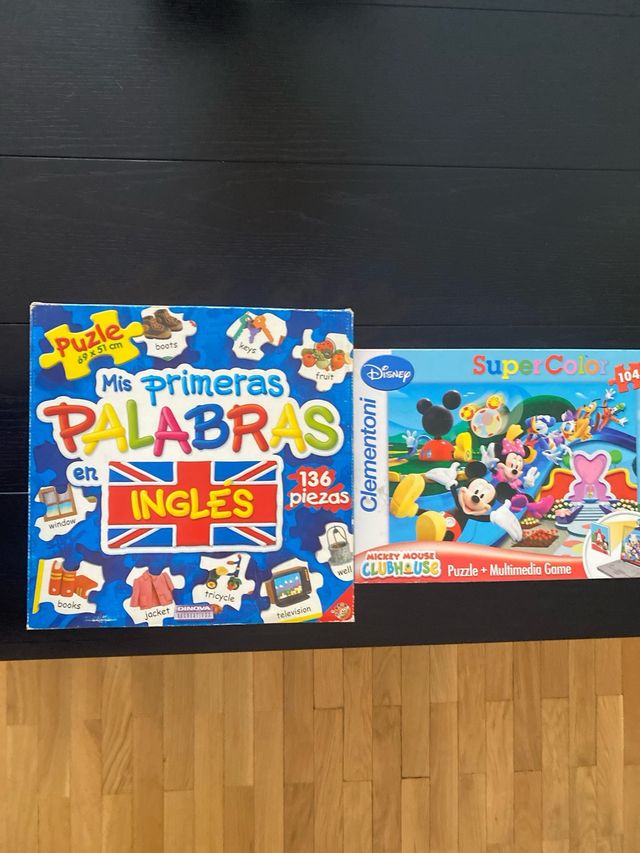 Puzle
69 x 51 cm
boots
keys
fruit
Mis primeras
PALABRAS
en
INGLÉS
136
piezas
window
well
books
jacket
tricycle
television
DINOVA
Disney
SuperColor
104
Clementoni
MICKEY MOUSE
CLUBHOUSE
Puzzle + Multimedia Game